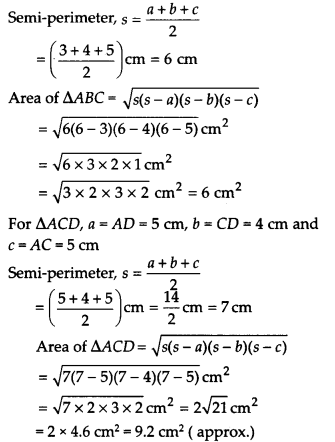 Semi-perimeter, s = (a + b + c)/2
= ((3 + 4 + 5)/2) cm = 6 cm
Area of ΔABC = √(s(s – a)(s – b)(s – c))
= √(6(6 – 3)(6 – 4)(6 – 5)) cm²
= √(6 × 3 × 2 × 1) cm²
= √(3 × 2 × 3 × 2) cm² = 6 cm²
For ΔACD, a = AD = 5 cm, b = CD = 4 cm and
c = AC = 5 cm
Semi-perimeter, s = (a + b + c)/2
= ((5 + 4 + 5)/2) cm = 14/2 cm = 7 cm
Area of ΔACD = √(s(s – a)(s – b)(s – c))
= √(7(7 – 5)(7 – 4)(7 – 5)) cm²
= √(7 × 2 × 3 × 2) cm² = 2√21 cm²
= 2 × 4.6 cm² = 9.2 cm² ( approx.)